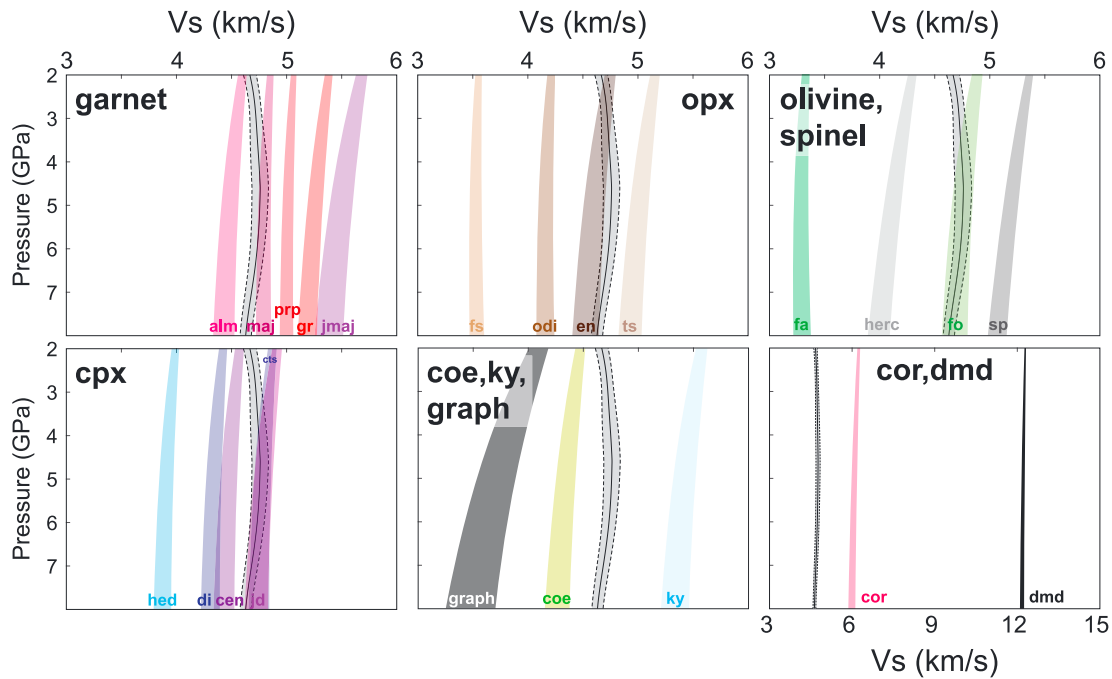 Vs (km/s) Vs (km/s) Vs (km/s)
3 4 5 6 3 4 5 6 3 4 5 6
2
3
4
5
6
7
Pressure (GPa)
garnet
alm maj prp gr jmaj
opx
fs odi en ts
olivine,
spinel
fa herc fo sp
2
3
4
5
6
7
Pressure (GPa)
cpx
cts
hed di cen jd
coe,ky,
graph
graph coe ky
cor,dmd
cor dmd
3 6 9 12 15
Vs (km/s)